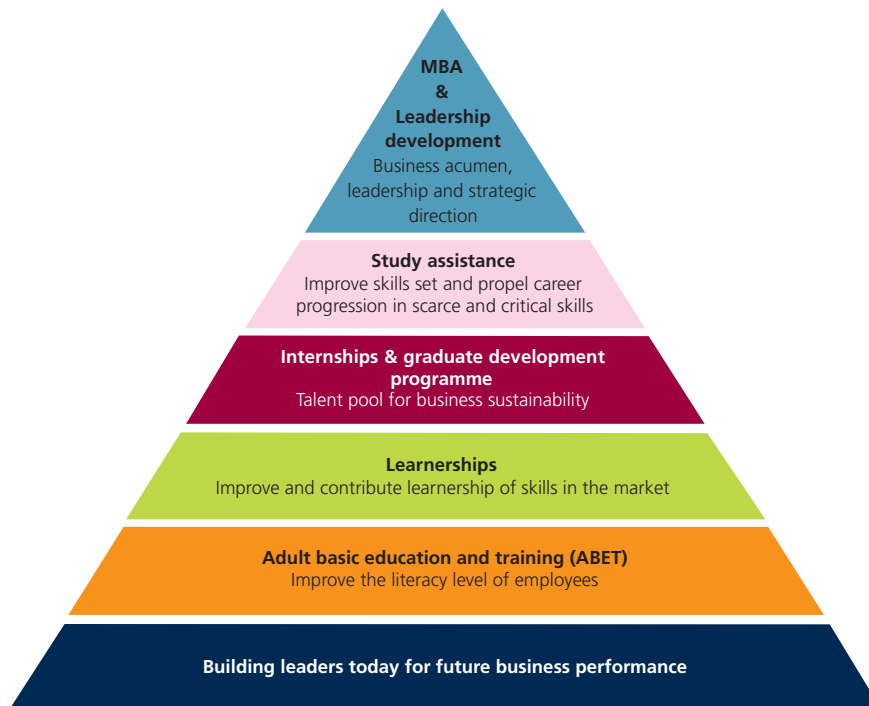 MBA
&
Leadership
development
Business acumen,
leadership and strategic
direction
Study assistance
Improve skills set and propel career
progression in scarce and critical skills
Internships & graduate development
programme
Talent pool for business sustainability
Learnerships
Improve and contribute learnership of skills in the market
Adult basic education and training (ABET)
Improve the literacy level of employees
Building leaders today for future business performance